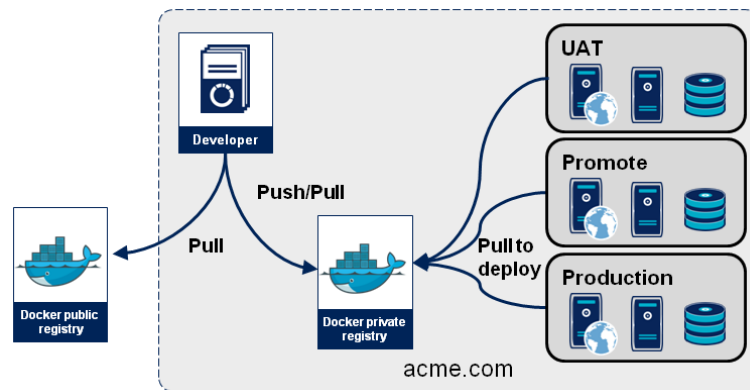 UAT
Developer
Promote
Push/Pull
Pull
Pull to
deploy
Production
Docker public
registry
Docker private
registry
acme.com